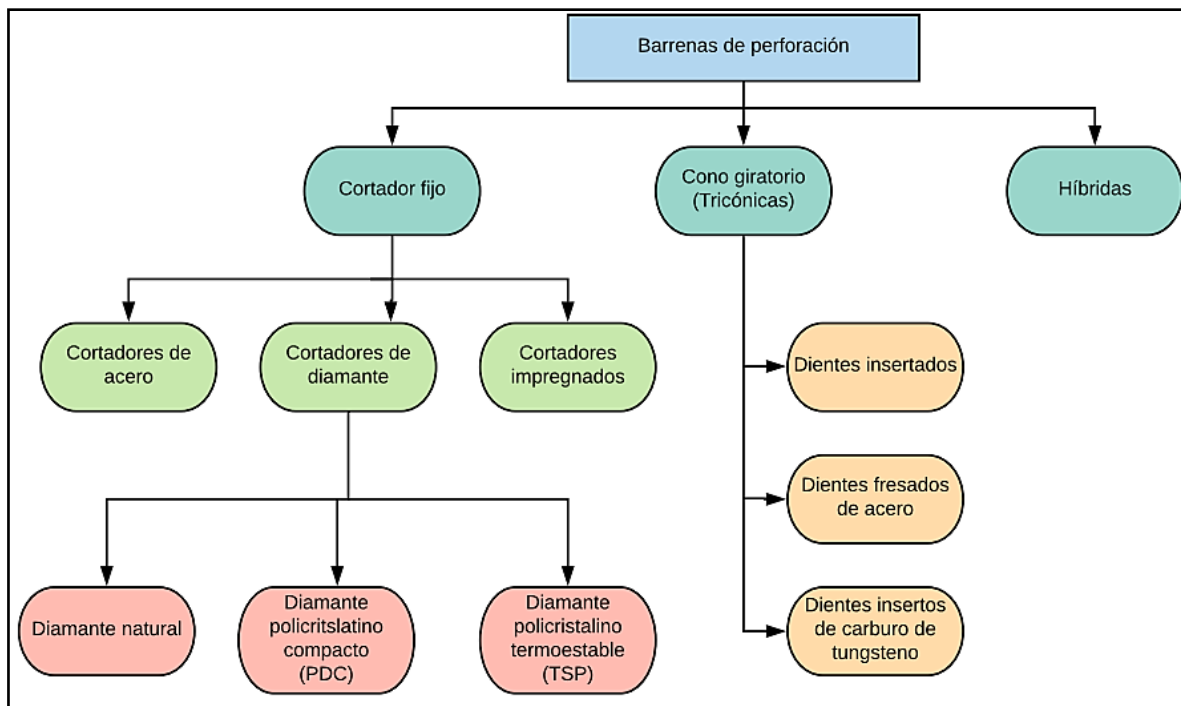 Barrenas de perforación
Cortador fijo
Cono giratorio
(Tricónicas)
Híbridas
Cortadores de
acero
Cortadores de
diamante
Cortadores
impregnados
Dientes insertados
Dientes fresados
de acero
Dientes insertos
de carburo de
tungsteno
Diamante natural
Diamante
policritslatino
compacto
(PDC)
Diamante
policristalino
termoestable
(TSP)